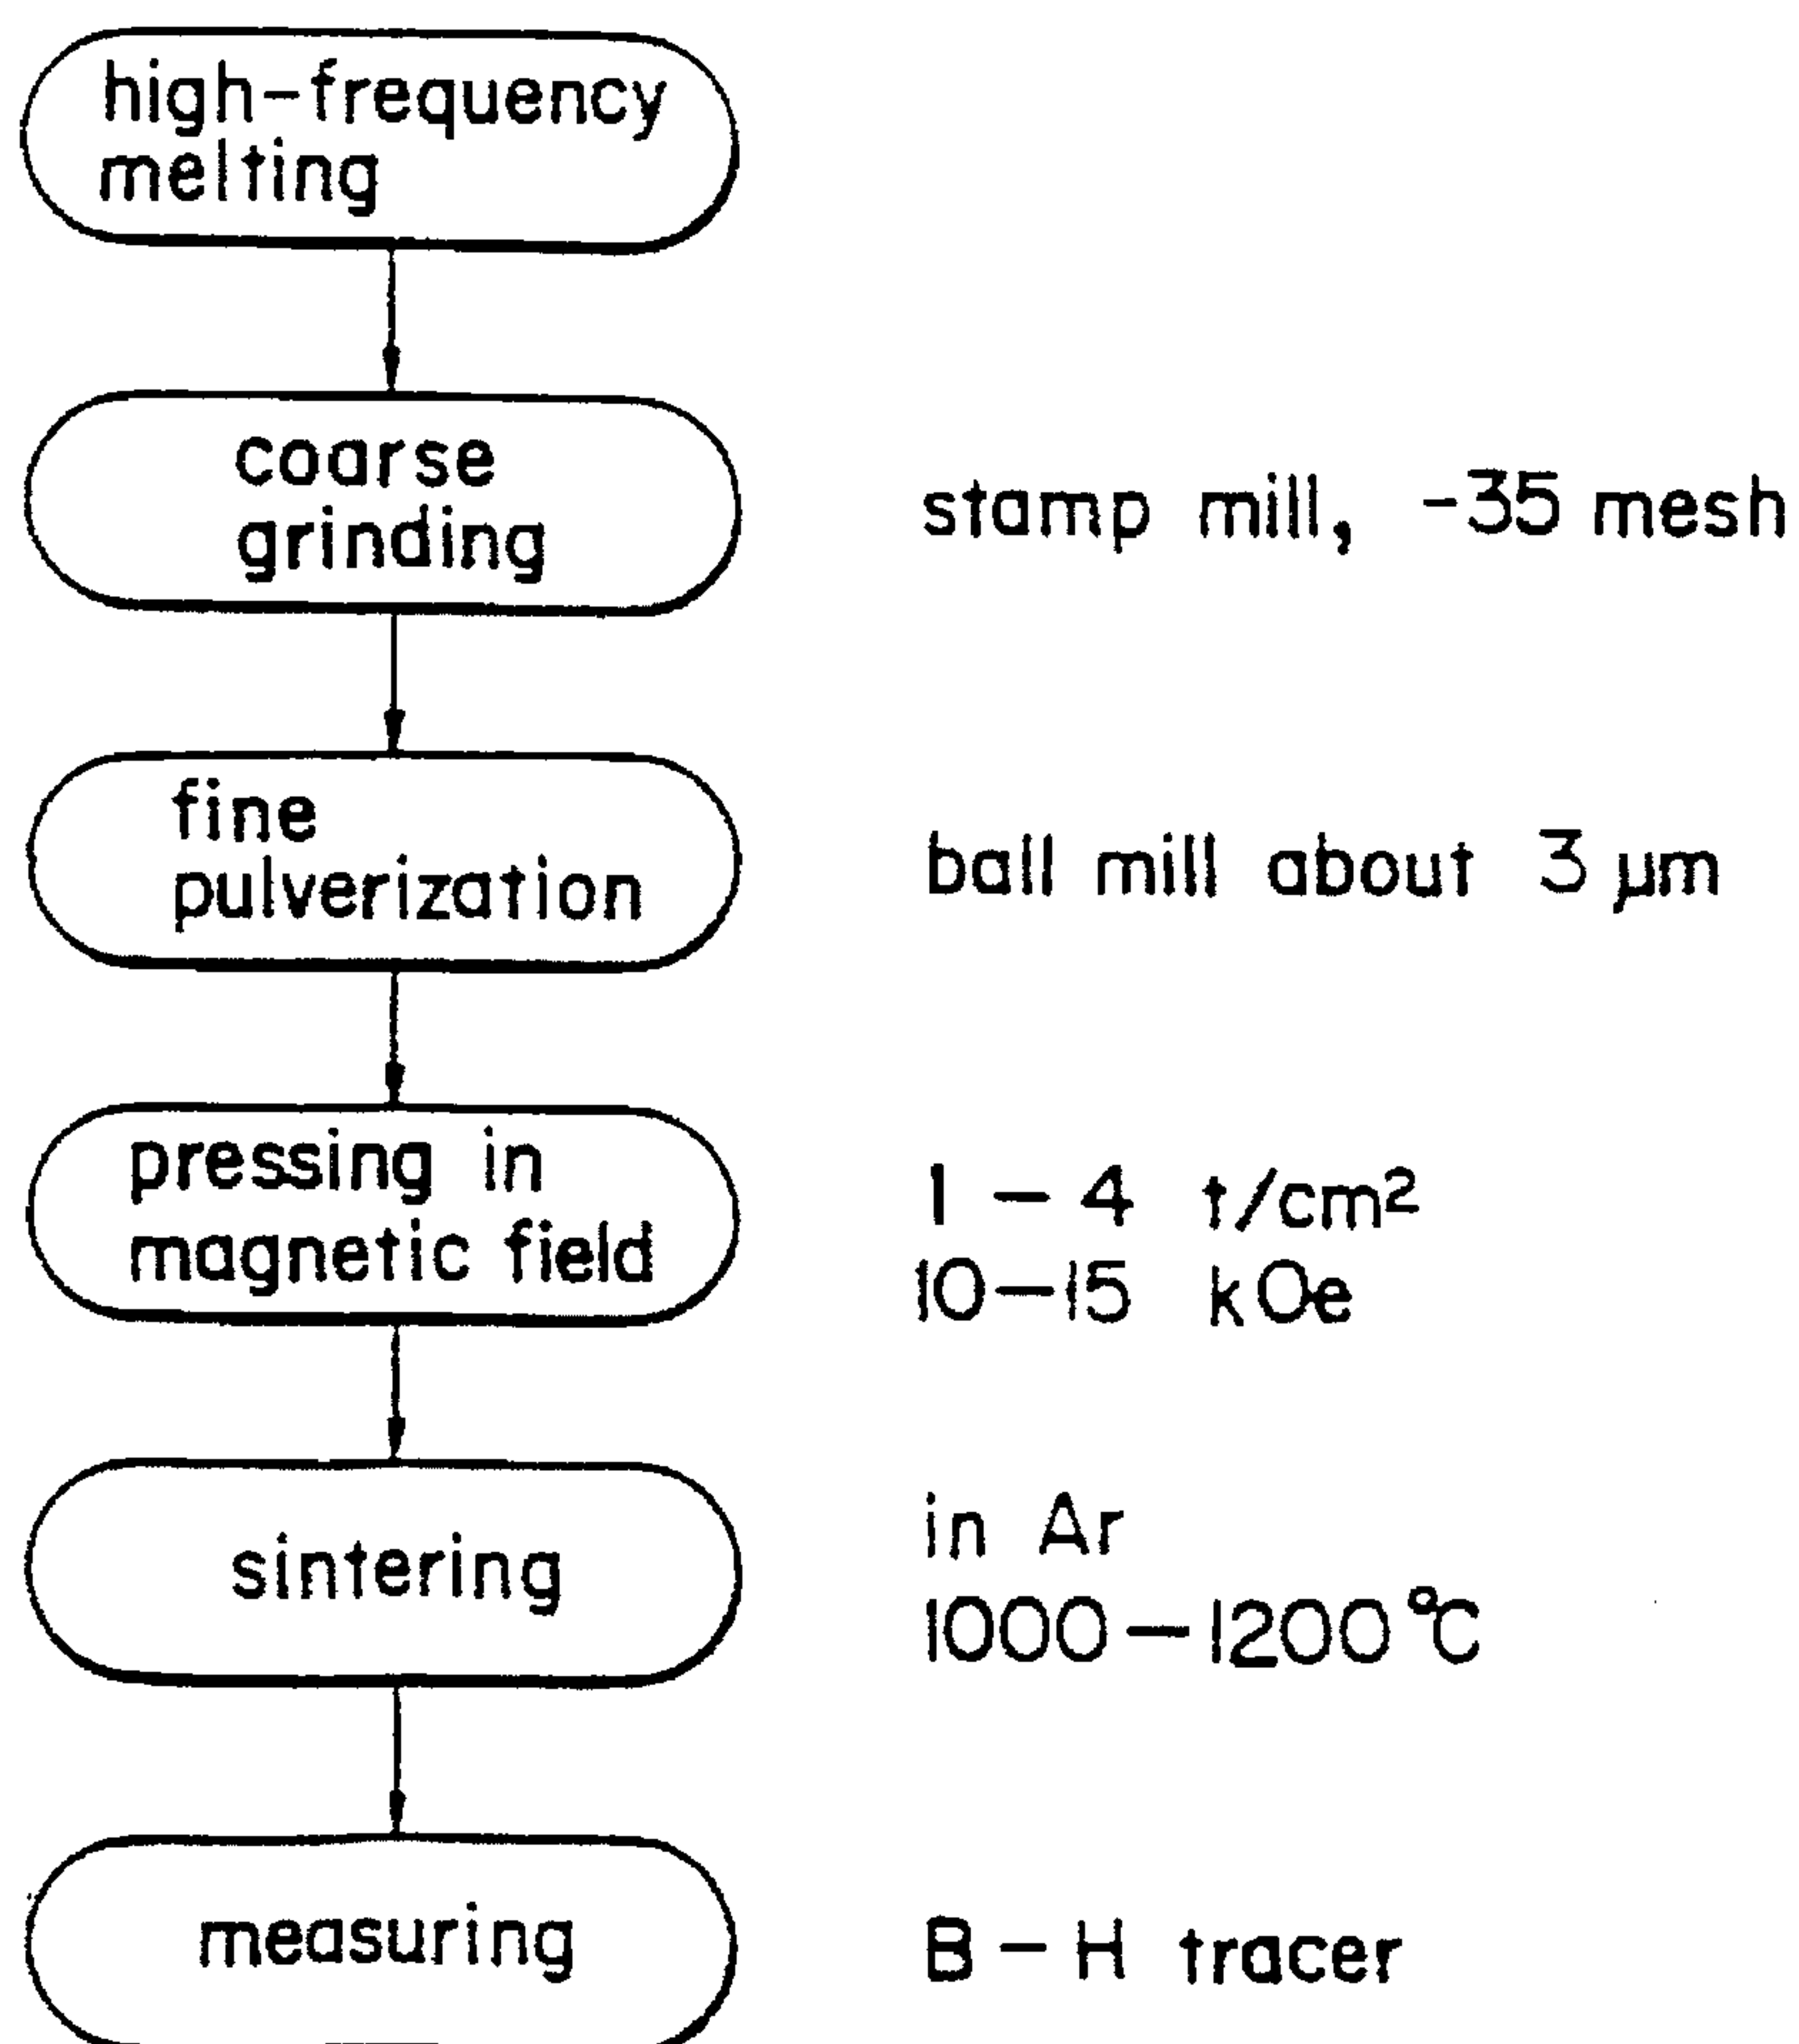 high-frequency
melting
coarse
grinding
stamp mill, -35 mesh
fine
pulverization
ball mill about 3 μm
pressing in
magnetic field
1 - 4 t/cm²
10-15 kOe
sintering
in Ar
1000-1200°C
measuring
B - H tracer